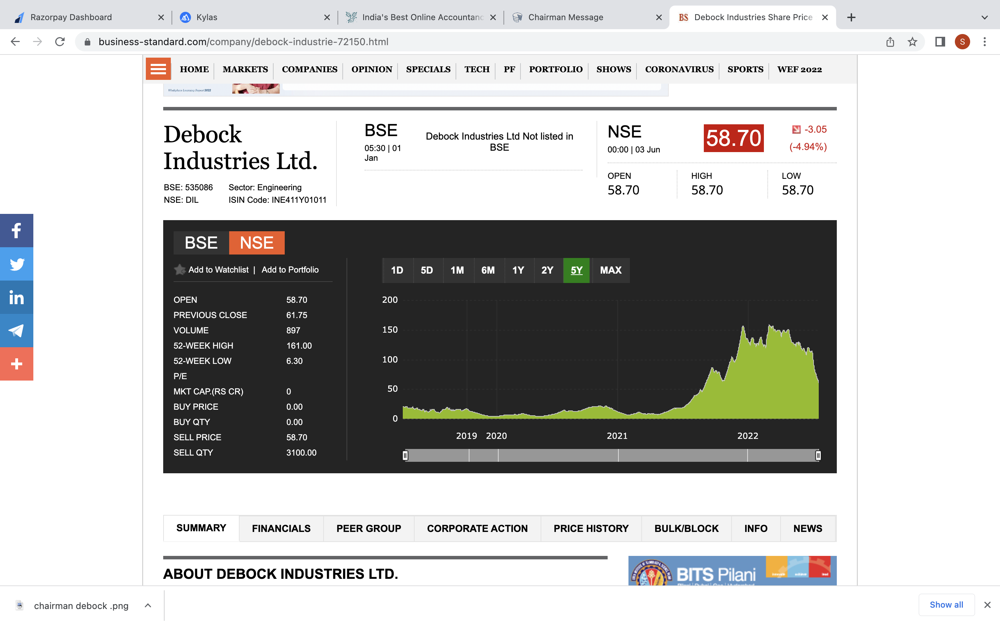 Razorpay Dashboard
Kylas
India's Best Online Accountanc
Chairman Message
BS Debock Industries Share Price
business-standard.com/company/debock-industrie-72150.html
S
HOME MARKETS COMPANIES OPINION SPECIALS TECH PF PORTFOLIO SHOWS CORONAVIRUS SPORTS WEF 2022
Workplace Learning Report 2022
Debock
Industries Ltd.
BSE: 535086 Sector: Engineering
NSE: DIL ISIN Code: INE411Y01011
BSE
05:30 | 01
Jan
Debock Industries Ltd Not listed in
BSE
NSE
00:00 | 03 Jun
58.70
-3.05
(-4.94%)
OPEN HIGH LOW
58.70 58.70 58.70
BSE NSE
Add to Watchlist | Add to Portfolio
OPEN 58.70
PREVIOUS CLOSE 61.75
VOLUME 897
52-WEEK HIGH 161.00
52-WEEK LOW 6.30
P/E
MKT CAP.(RS CR) 0
BUY PRICE 0.00
BUY QTY 0.00
SELL PRICE 58.70
SELL QTY 3100.00
1D 5D 1M 6M 1Y 2Y 5Y MAX
200
150
100
50
0
2019 2020 2021 2022
f
in
SUMMARY FINANCIALS PEER GROUP CORPORATE ACTION PRICE HISTORY BULK/BLOCK INFO NEWS
ABOUT DEBOCK INDUSTRIES LTD.
BITS Pilani
innovate achieve lead
chairman debock .png
Show all